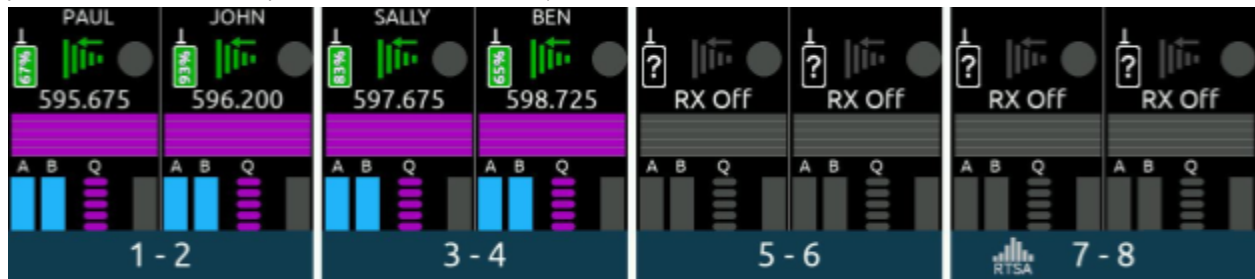 PAUL JOHN SALLY BEN
67% 93% 83% 65% ? ? ? ?
595.675 596.200 597.675 598.725 RX Off RX Off RX Off RX Off
A B Q A B Q A B Q A B Q A B Q A B Q A B Q A B Q
1 - 2 3 - 4 5 - 6 RTSA 7 - 8